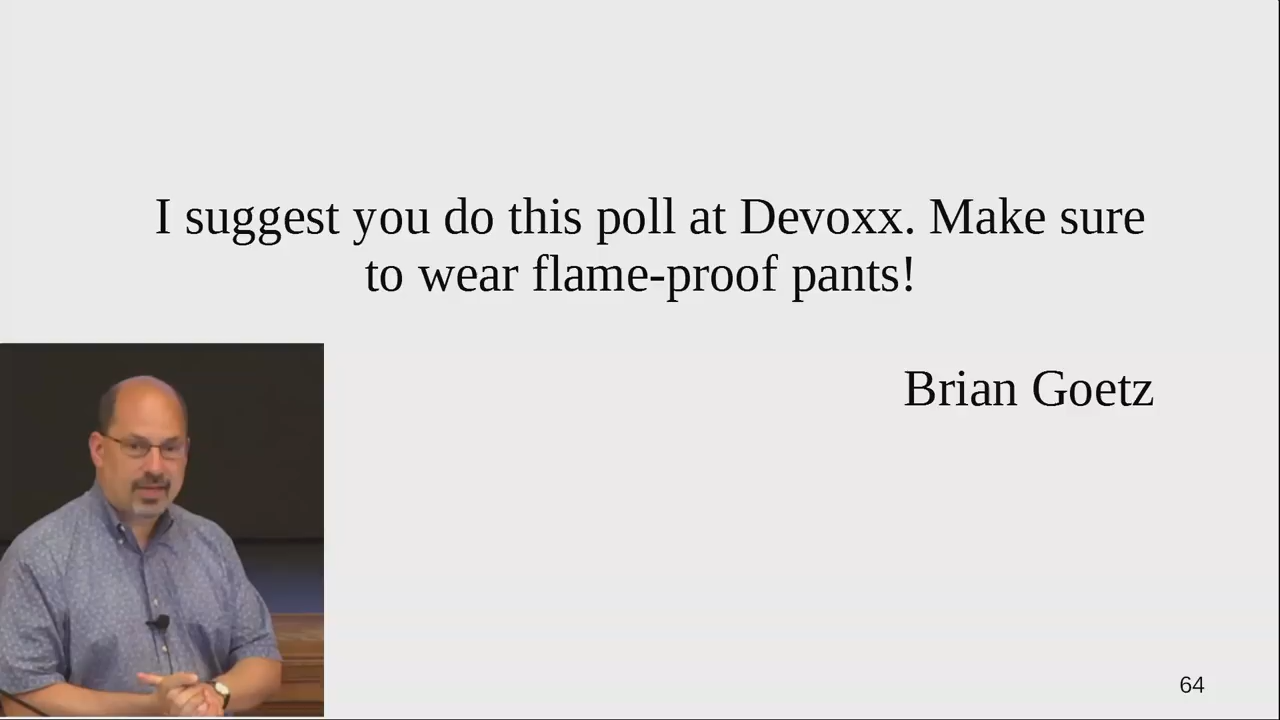 I suggest you do this poll at Devoxx. Make sure
to wear flame-proof pants!
Brian Goetz
64